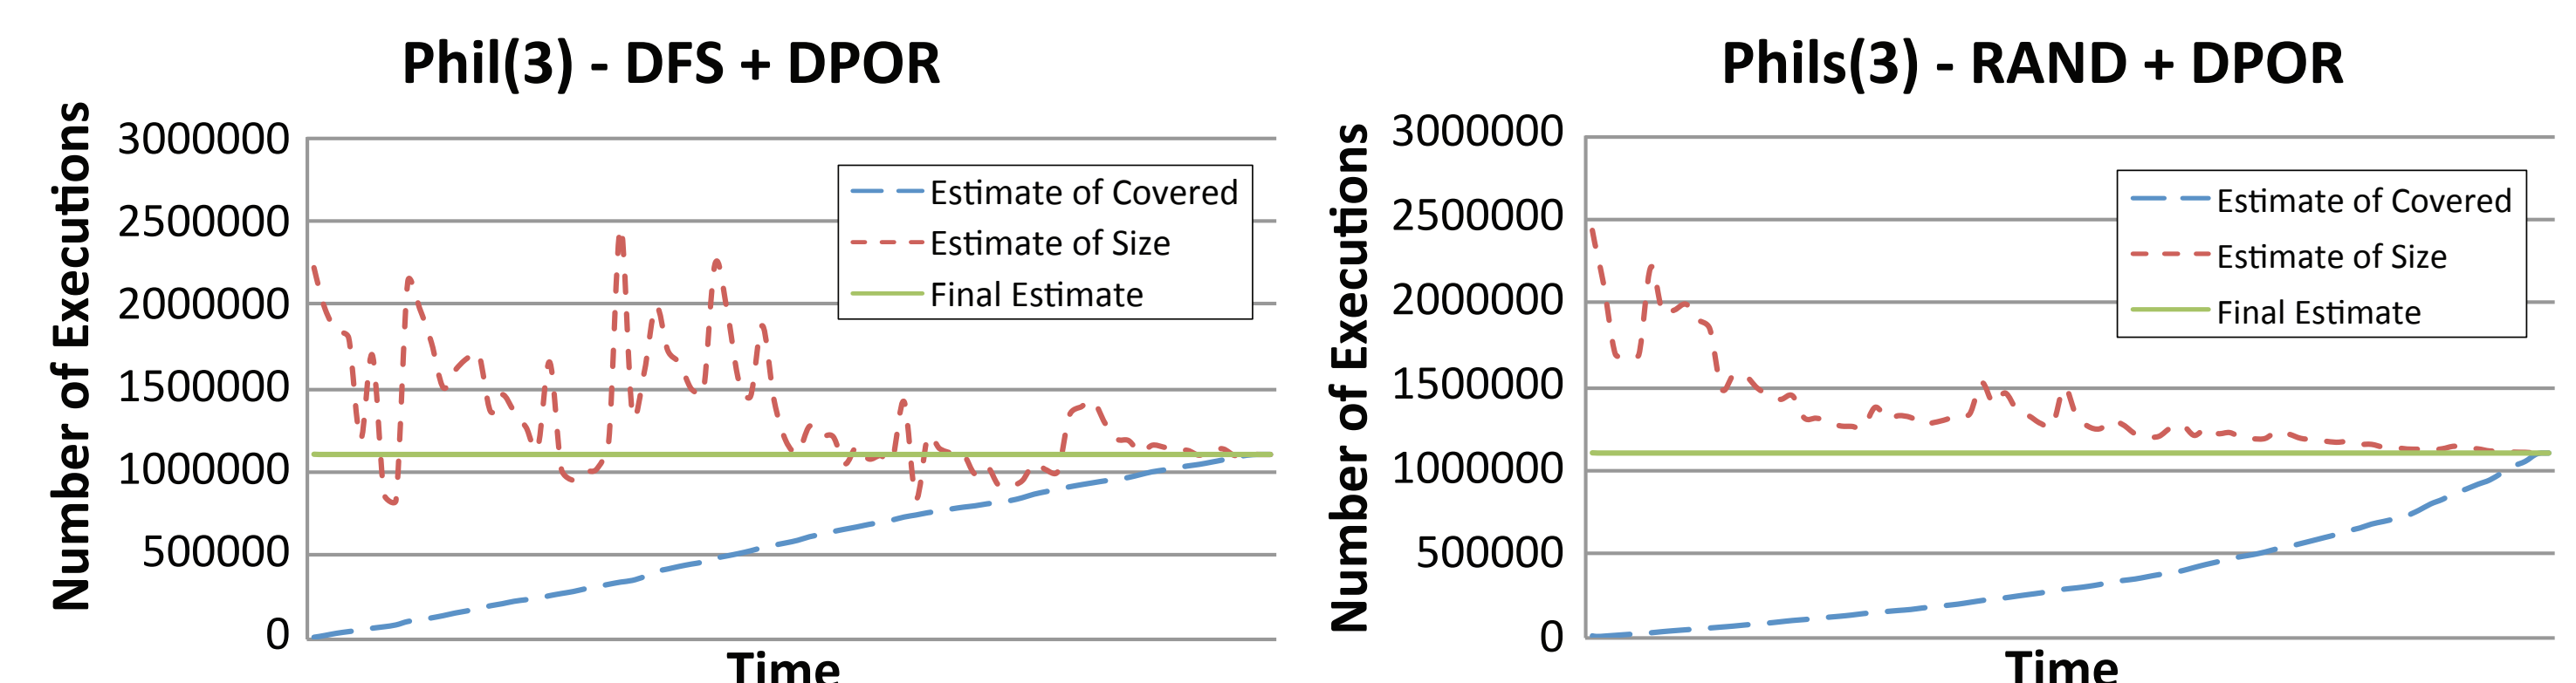 Phil(3) - DFS + DPOR
Number of Executions
3000000
2500000
2000000
1500000
1000000
500000
0
Estimate of Covered
Estimate of Size
Final Estimate
Time
Phils(3) - RAND + DPOR
Number of Executions
3000000
2500000
2000000
1500000
1000000
500000
0
Estimate of Covered
Estimate of Size
Final Estimate
Time